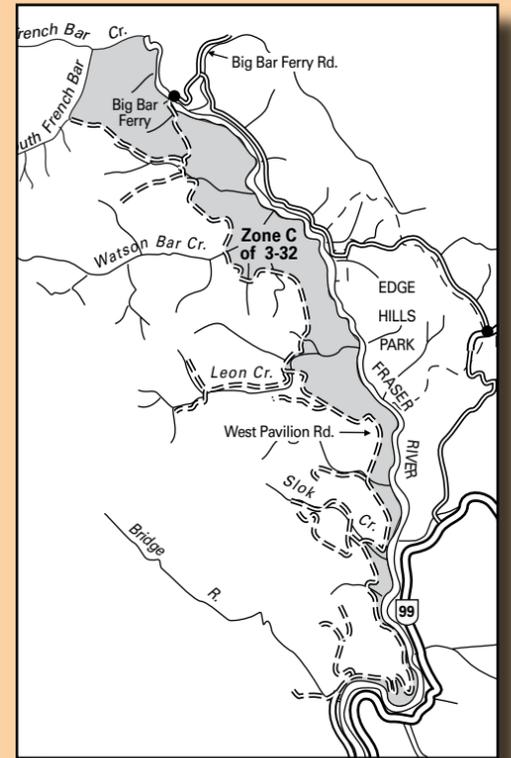 rench Bar Cr.
Big Bar Ferry Rd.
uth French Bar
Big Bar
Ferry
Zone C
of 3-32
Watson Bar Cr.
EDGE
HILLS
PARK
Leon Cr.
FRASER
RIVER
West Pavilion Rd.
Slok Cr.
Bridge R.
99